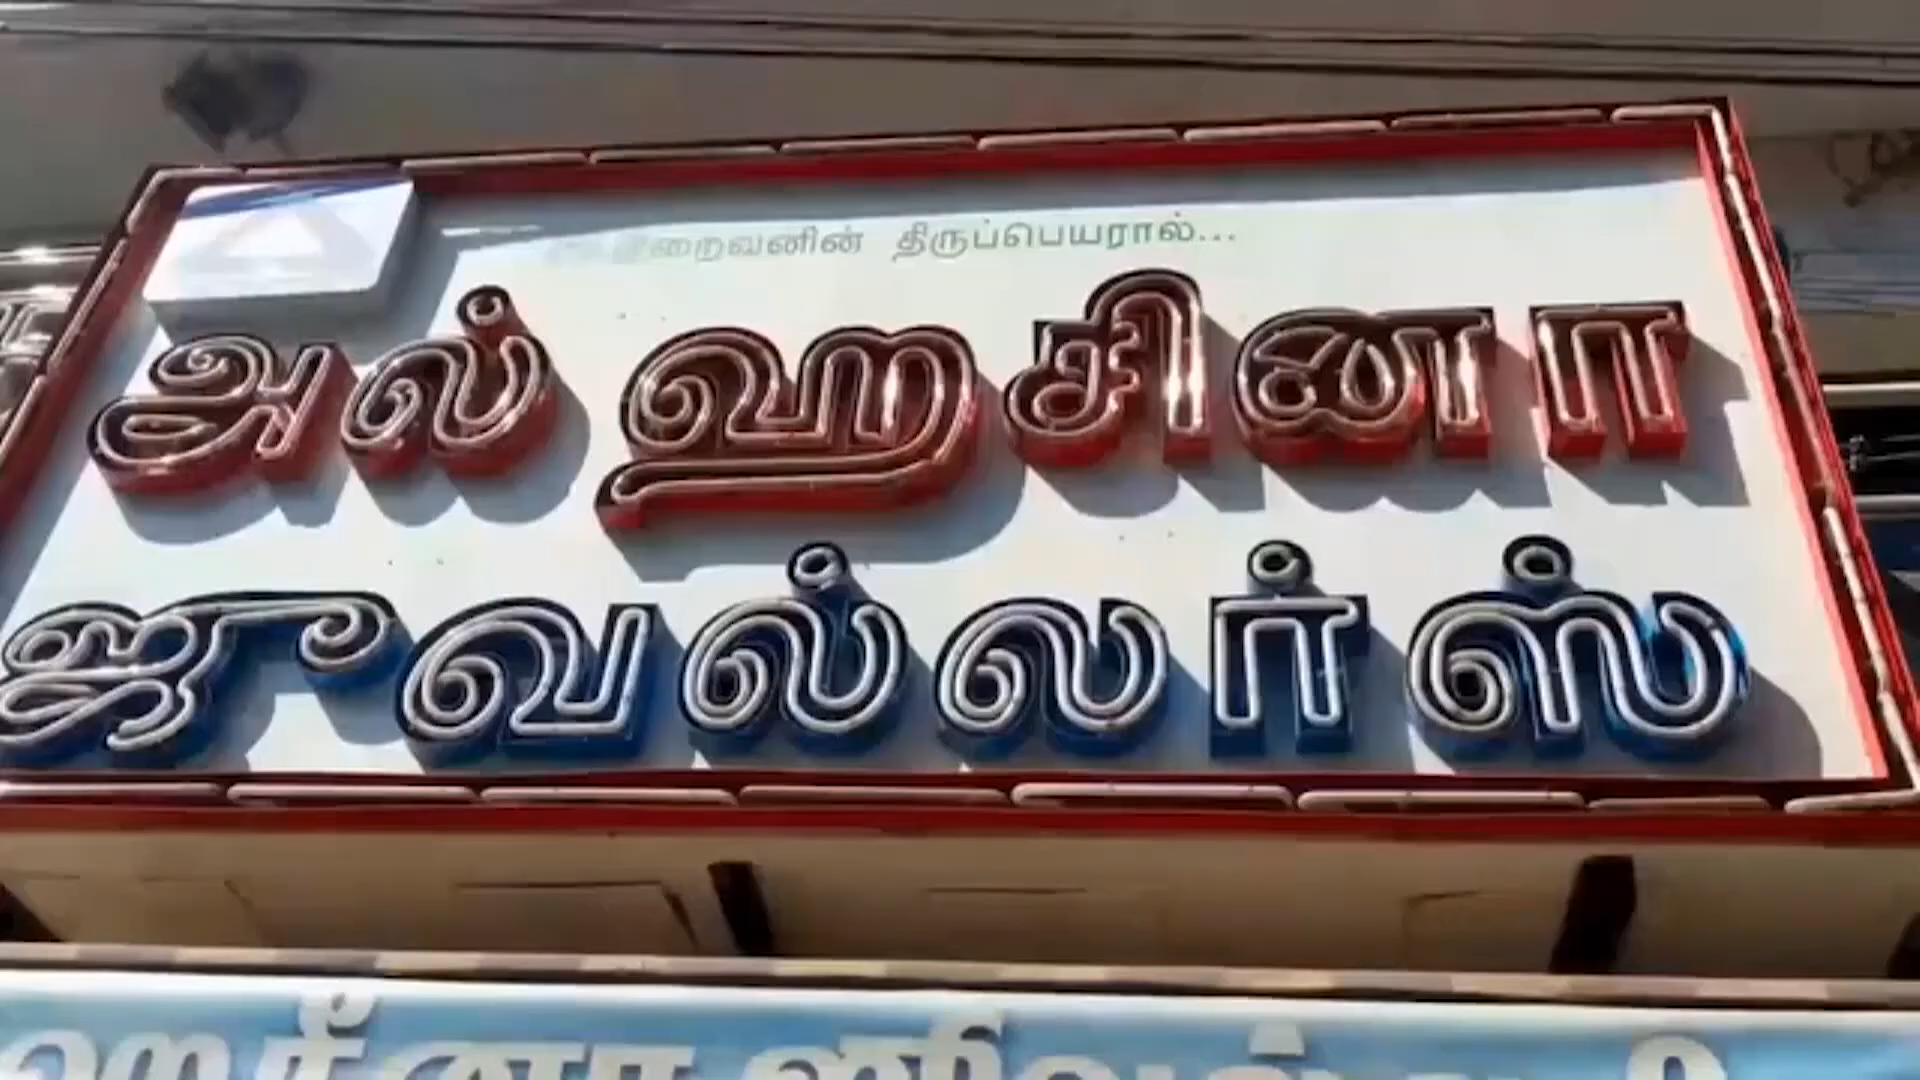 இறைவனின் திருப்பெயரால்...
அல் ஹசினா
ஜுவல்லர்ஸ்